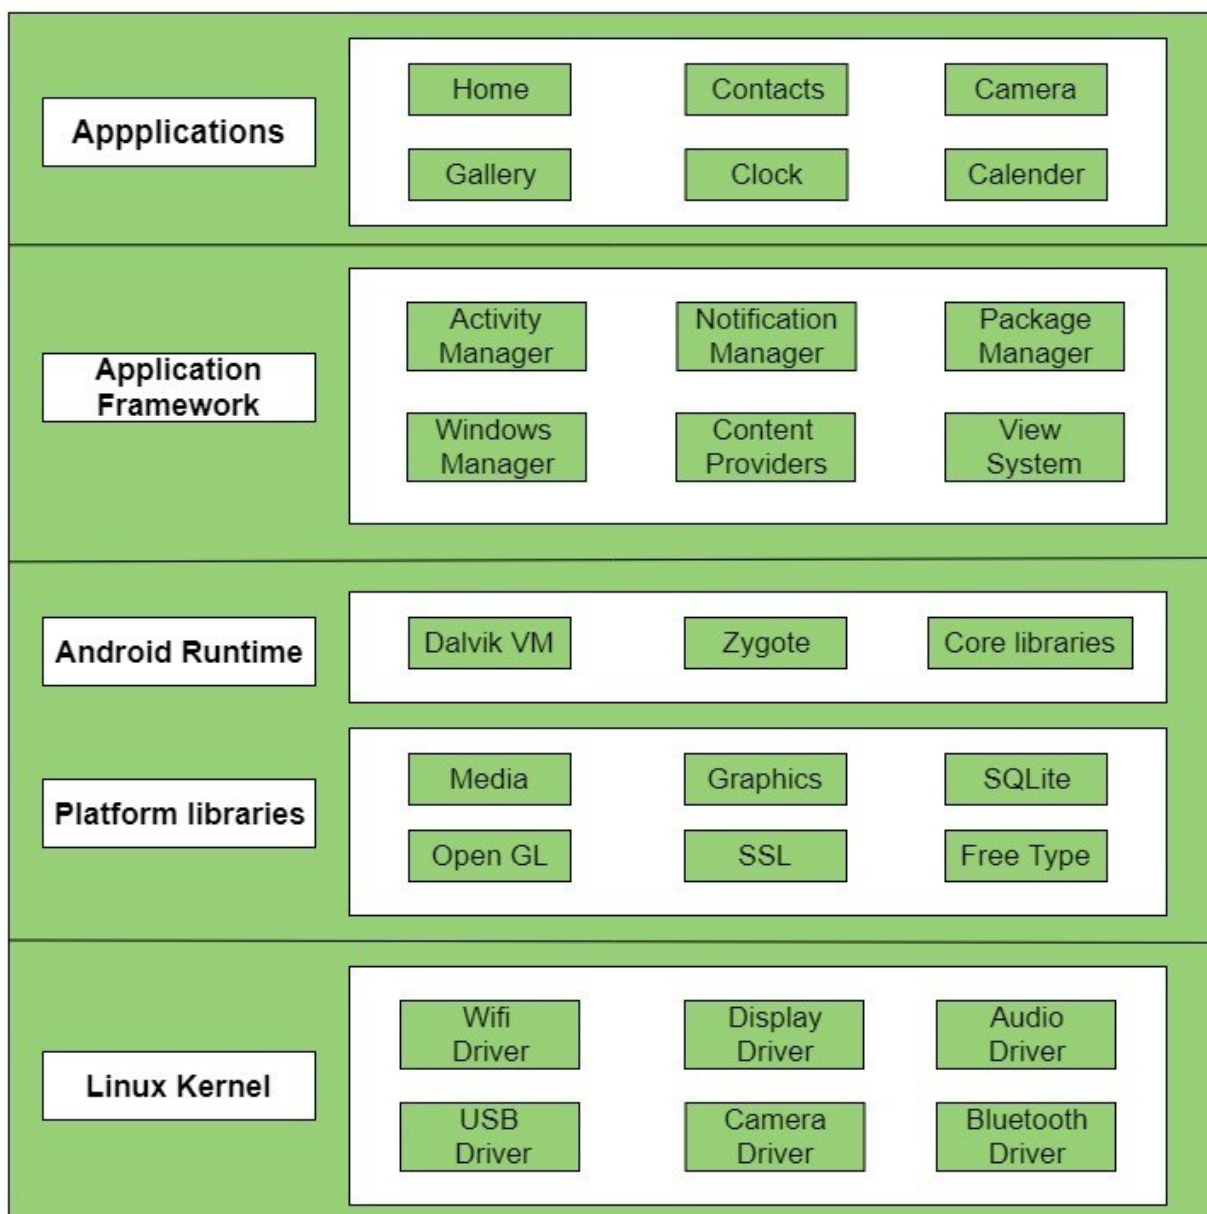 Appplications
Home
Contacts
Camera
Gallery
Clock
Calender
Application
Framework
Activity
Manager
Notification
Manager
Package
Manager
Windows
Manager
Content
Providers
View
System
Android Runtime
Dalvik VM
Zygote
Core libraries
Platform libraries
Media
Graphics
SQLite
Open GL
SSL
Free Type
Linux Kernel
Wifi
Driver
Display
Driver
Audio
Driver
USB
Driver
Camera
Driver
Bluetooth
Driver